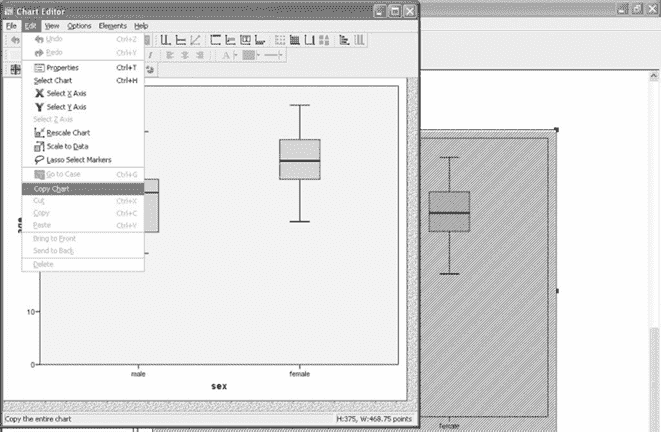 Chart Editor
File Edit View Options Elements Help
Undo Ctrl+Z
Redo Ctrl+Y
Properties Ctrl+T
Select Chart Ctrl+H
Select X Axis
Select Y Axis
Select Z Axis
Rescale Chart
Scale to Data
Lasso Select Markers
Go to Case Ctrl+G
Copy Chart
Cut Ctrl+X
Copy Ctrl+C
Paste Ctrl+V
Bring to Front
Send to Back
Delete
10
0
male female
sex
Copy the entire chart H:375, W:468.75 points
female